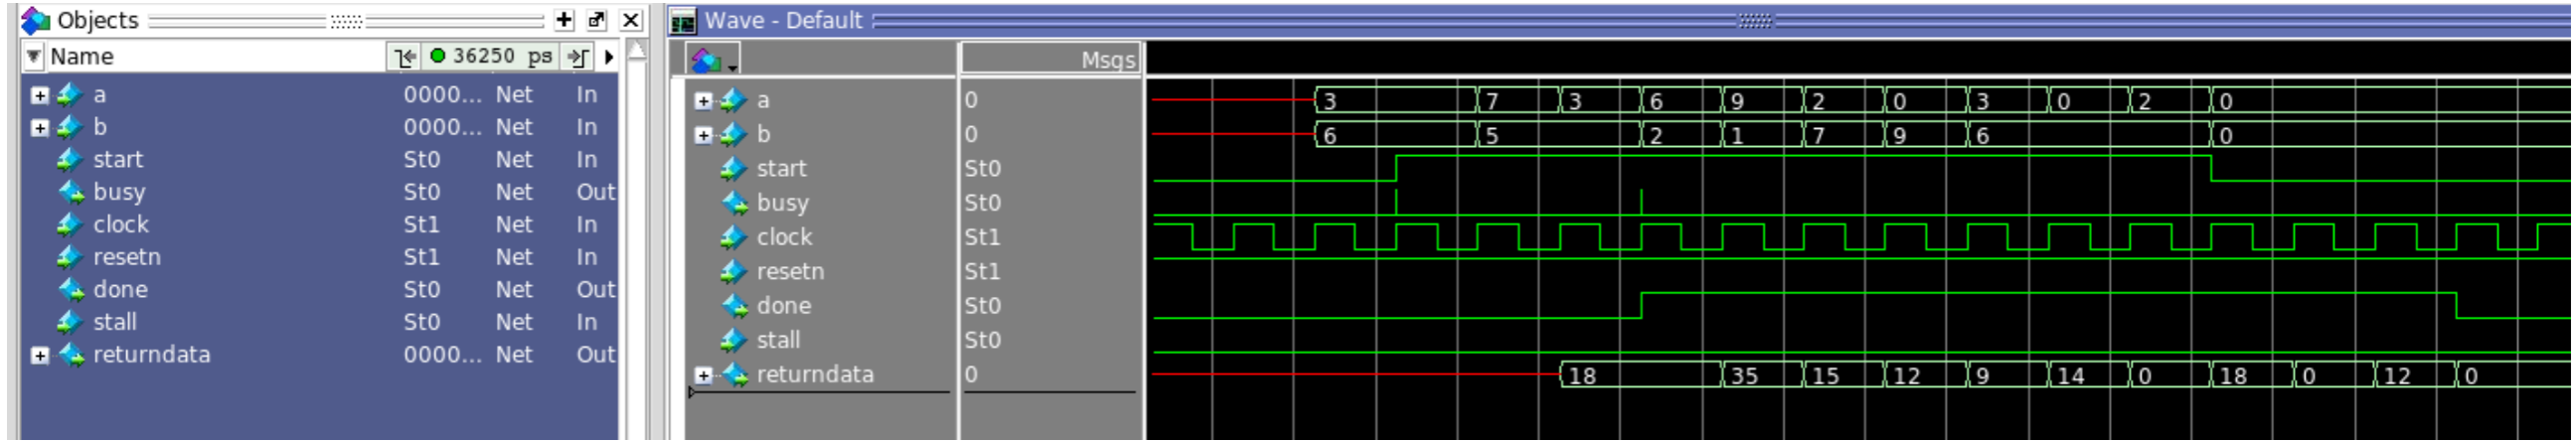 Objects
Wave - Default
Name 36250 ps
Msgs
a 0000... Net In
b 0000... Net In
start St0 Net In
busy St0 Net Out
clock St1 Net In
resetn St1 Net In
done St0 Net Out
stall St0 Net In
returndata 0000... Net Out
a 0 3 7 3 6 9 2 0 3 0 2 0
b 0 6 5 2 1 7 9 6 0
start St0
busy St0
clock St1
resetn St1
done St0
stall St0
returndata 0 18 35 15 12 9 14 0 18 0 12 0